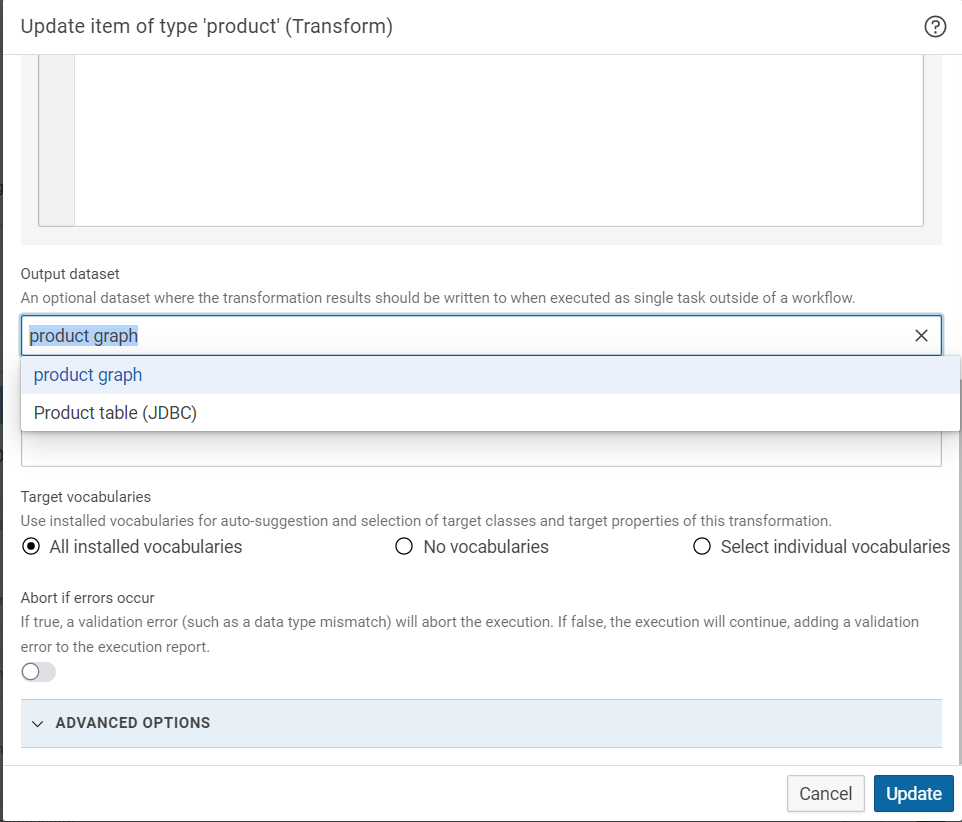 Update item of type 'product' (Transform)
Output dataset
An optional dataset where the transformation results should be written to when executed as single task outside of a workflow.
product graph
product graph
Product table (JDBC)
Target vocabularies
Use installed vocabularies for auto-suggestion and selection of target classes and target properties of this transformation.
All installed vocabularies No vocabularies Select individual vocabularies
Abort if errors occur
If true, a validation error (such as a data type mismatch) will abort the execution. If false, the execution will continue, adding a validation
error to the execution report.
ADVANCED OPTIONS
Cancel Update